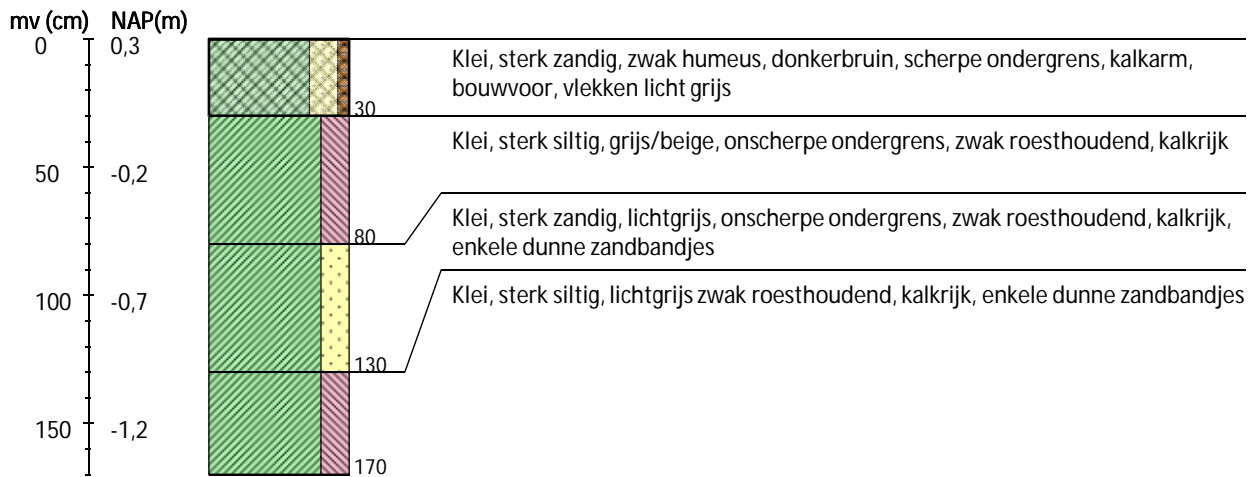 mv (cm) NAP(m)
0 0,3
Klei, sterk zandig, zwak humeus, donkerbruin, scherpe ondergrens, kalkarm,
bouwvoor, vlekken licht grijs
30
Klei, sterk siltig, grijs/beige, onscherpe ondergrens, zwak roesthoudend, kalkrijk
50 -0,2
Klei, sterk zandig, lichtgrijs, onscherpe ondergrens, zwak roesthoudend, kalkrijk,
80
enkele dunne zandbandjes
Klei, sterk siltig, lichtgrijs zwak roesthoudend, kalkrijk, enkele dunne zandbandjes
100 -0,7
130
150 -1,2
170